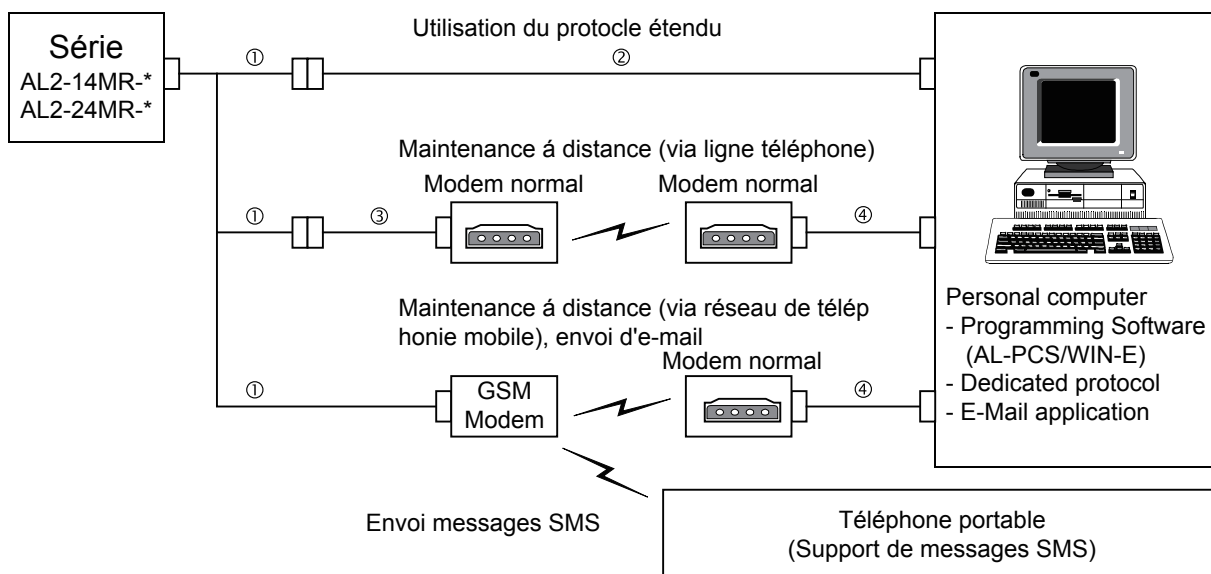 Série
AL2-14MR-*
AL2-24MR-*
Utilisation du protocle étendu
①
②
Maintenance á distance (via ligne téléphone)
Modem normal
Modem normal
①
③
④
Maintenance á distance (via réseau de télép
honie mobile), envoi d'e-mail
Modem normal
①
GSM
Modem
④
Personal computer
- Programming Software
(AL-PCS/WIN-E)
- Dedicated protocol
- E-Mail application
Envoi messages SMS
Téléphone portable
(Support de messages SMS)